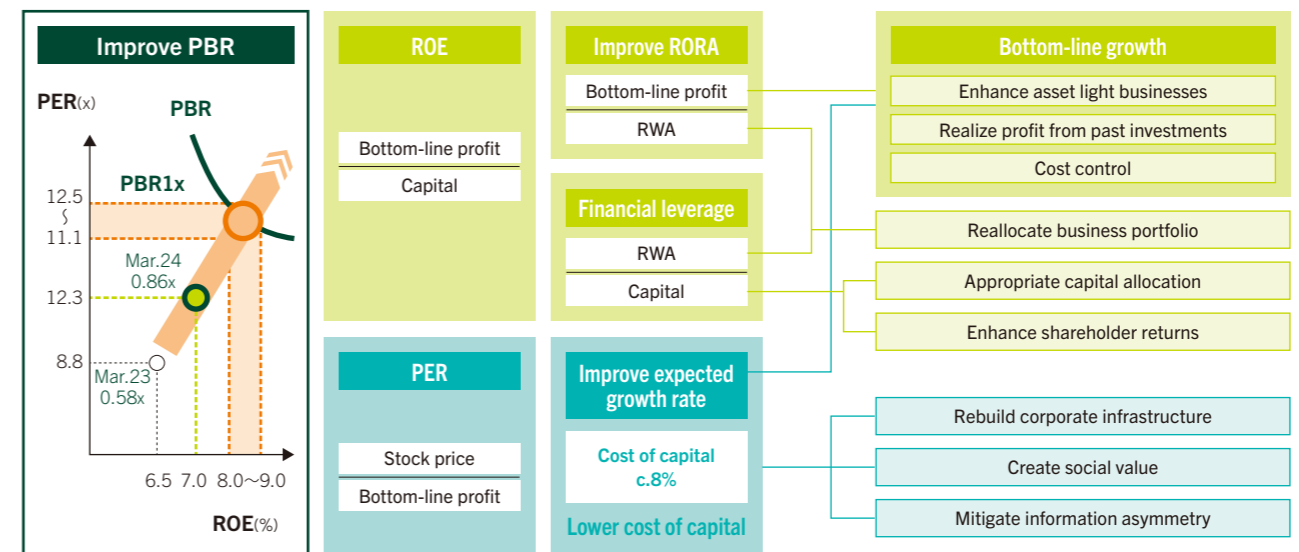 Improve PBR
PER(x)
PBR
PBR1x
12.5
∫
11.1
Mar.24
0.86x
12.3
8.8
Mar.23
0.58x
6.5 7.0 8.0～9.0
ROE(%)
ROE
Bottom-line profit
Capital
PER
Stock price
Bottom-line profit
Improve RORA
Bottom-line profit
RWA
Financial leverage
RWA
Capital
Improve expected
growth rate
Cost of capital
c.8%
Lower cost of capital
Bottom-line growth
Enhance asset light businesses
Realize profit from past investments
Cost control
Reallocate business portfolio
Appropriate capital allocation
Enhance shareholder returns
Rebuild corporate infrastructure
Create social value
Mitigate information asymmetry